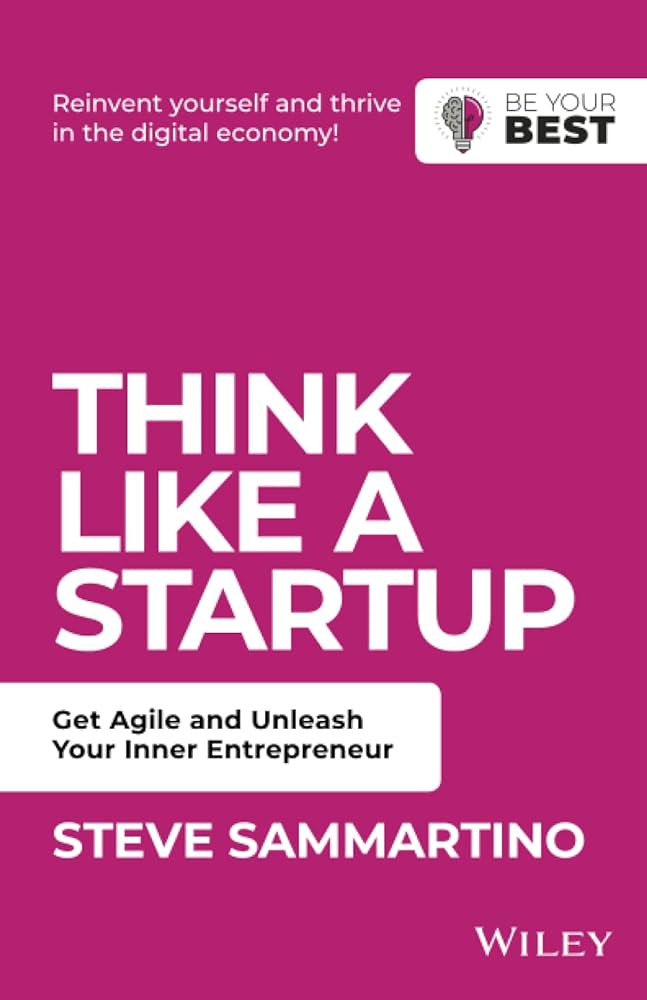 Reinvent yourself and thrive
in the digital economy!
BE YOUR
BEST
THINK
LIKE A
STARTUP
Get Agile and Unleash
Your Inner Entrepreneur
STEVE SAMMARTINO
WILEY